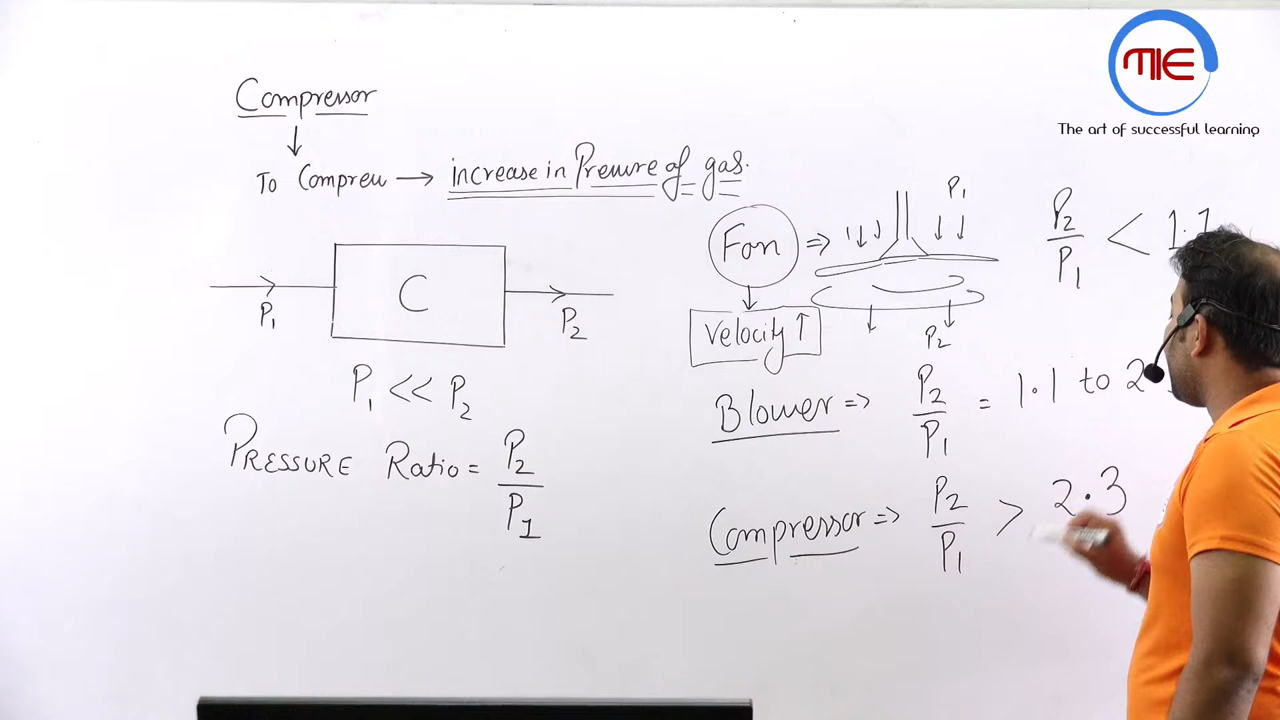 MIE
The art of successful learning
Compressor
↓
To Compress → increase in Pressure of gas.
P₁ C P₂
P₁ << P₂
PRESSURE Ratio = P₂/P₁
Fan ⇒ P₁ P₂
P₂/P₁ < 1.1
Velocity ↑
Blower ⇒ P₂/P₁ = 1.1 to 2
Compressor ⇒ P₂/P₁ > 2.3